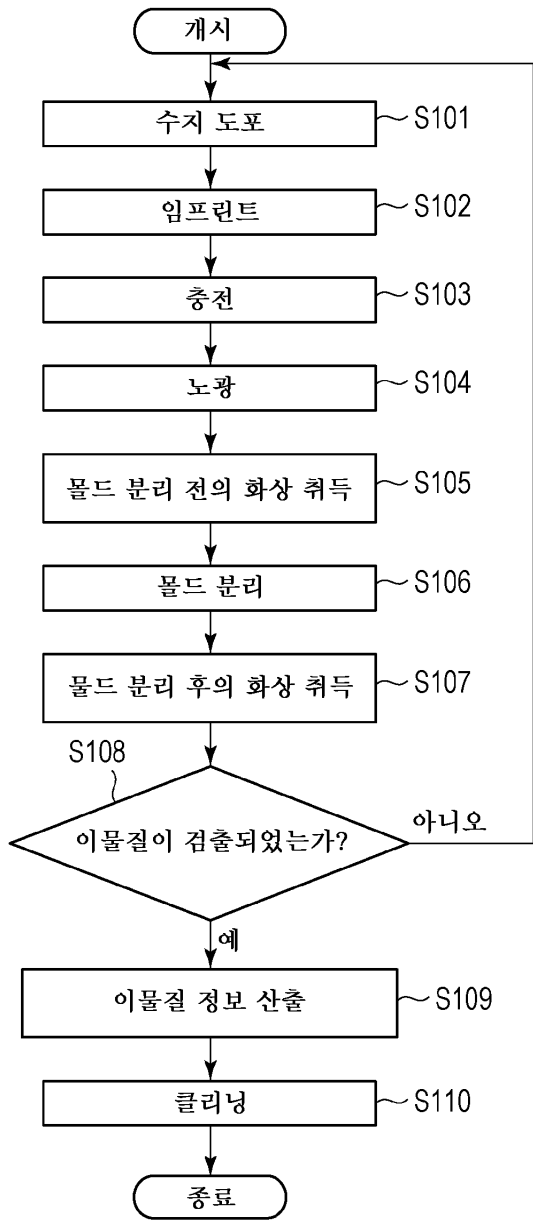 개시
수지 도포
S101
임프린트
S102
충전
S103
노광
S104
몰드 분리 전의 화상 취득
S105
몰드 분리
S106
물드 분리 후의 화상 취득
S107
S108
이물질이 검출되었는가?
아니오
예
이물질 정보 산출
S109
클리닝
S110
종료